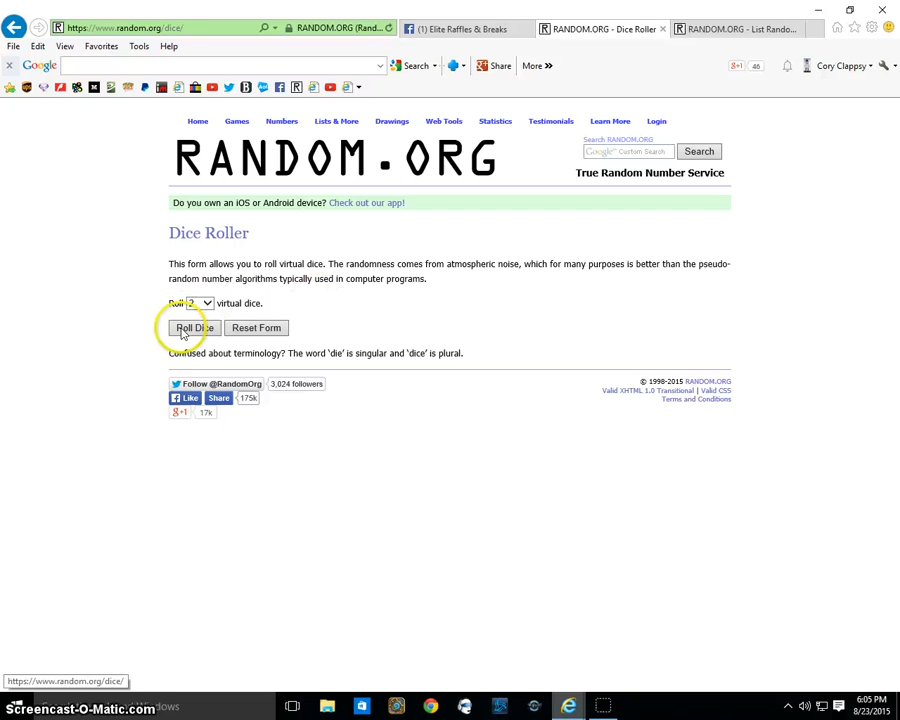 https://www.random.org/dice/
RANDOM.ORG (Rand...
(1) Elite Raffles & Breaks
RANDOM.ORG - Dice Roller
RANDOM.ORG - List Rando...
File Edit View Favorites Tools Help
Google Search Share More »
46
Cory Clappsy
Home Games Numbers Lists & More Drawings Web Tools Statistics Testimonials Learn More Login
RANDOM.ORG
Search RANDOM.ORG
Google™ Custom Search
Search
True Random Number Service
Do you own an iOS or Android device? Check out our app!
Dice Roller
This form allows you to roll virtual dice. The randomness comes from atmospheric noise, which for many purposes is better than the pseudo-
random number algorithms typically used in computer programs.
Roll 2 virtual dice.
Roll Dice Reset Form
Confused about terminology? The word ‘die’ is singular and ‘dice’ is plural.
Follow @RandomOrg 3,024 followers
Like Share 175k
g+1 17k
© 1998-2015 RANDOM.ORG
Valid XHTML 1.0 Transitional | Valid CSS
Terms and Conditions
https://www.random.org/dice/
Screencast-O-Matic.com
Windows
6:05 PM
8/23/2015